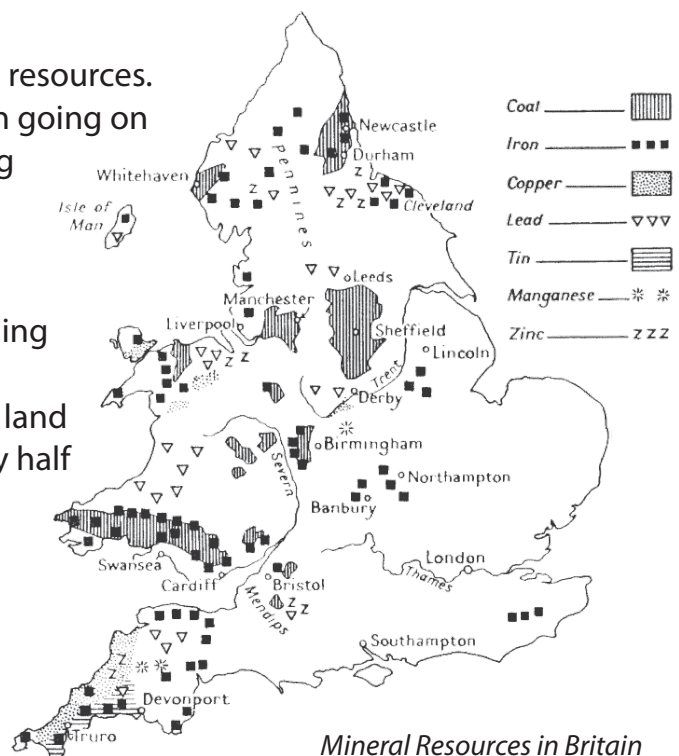 resources.
n going on
g
ing
land
y half
Coal
Iron
Copper
Lead
Tin
Manganese
Zinc
z z z
Newcastle
Durham
Pennines
Whitehaven
z
z
z z
Cleveland
Isle of
Man
Leeds
Manchester
Liverpool
z z
Sheffield
Lincoln
Trent
Derby
Birmingham
Severn
Northampton
Banbury
Swansea
Cardiff
Bristol
Mendips
z
z
London
Thames
Southampton
z
z
z
Devonport
Truro
Mineral Resources in Britain